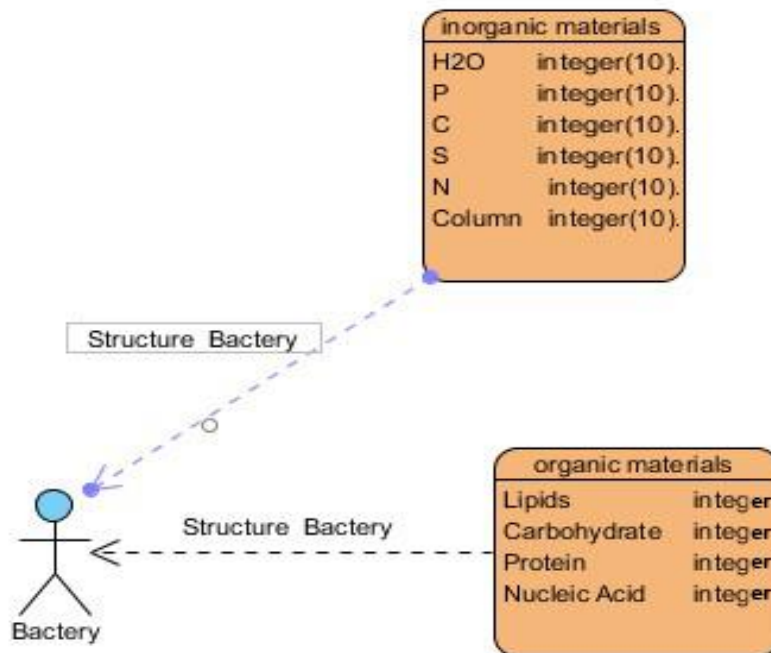 inorganic materials
H2O integer(10).
P integer(10).
C integer(10).
S integer(10).
N integer(10).
Column integer(10).
Structure Bactery
organic materials
Lipids integer
Carbohydrate integer
Protein integer
Nucleic Acid integer
Structure Bactery
Bactery